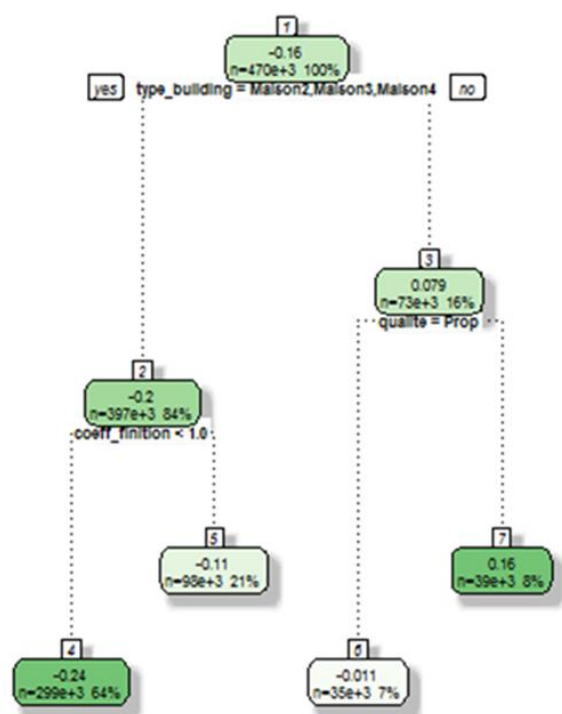 1
-0.16
n=470e+3 100%
yes type_building = Maison2,Maison3,Maison4 no
3
0.079
n=73e+3 16%
qualite = Prop
2
-0.2
n=397e+3 84%
coeff_finition < 1.0
5
-0.11
n=98e+3 21%
7
0.16
n=39e+3 8%
4
-0.24
n=299e+3 64%
6
-0.011
n=35e+3 7%